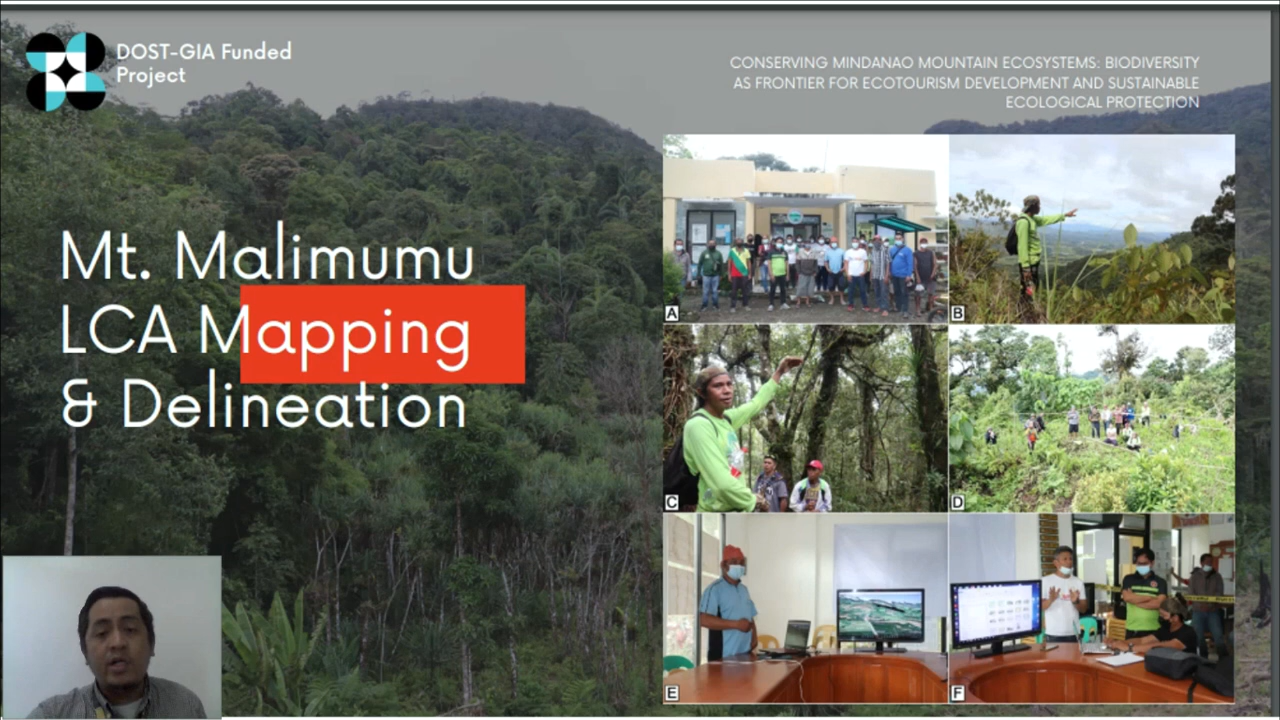 DOST-GIA Funded
Project
CONSERVING MINDANAO MOUNTAIN ECOSYSTEMS: BIODIVERSITY
AS FRONTIER FOR ECOTOURISM DEVELOPMENT AND SUSTAINABLE
ECOLOGICAL PROTECTION
Mt. Malimumu
LCA Mapping
& Delineation
A
B
C
D
E
F